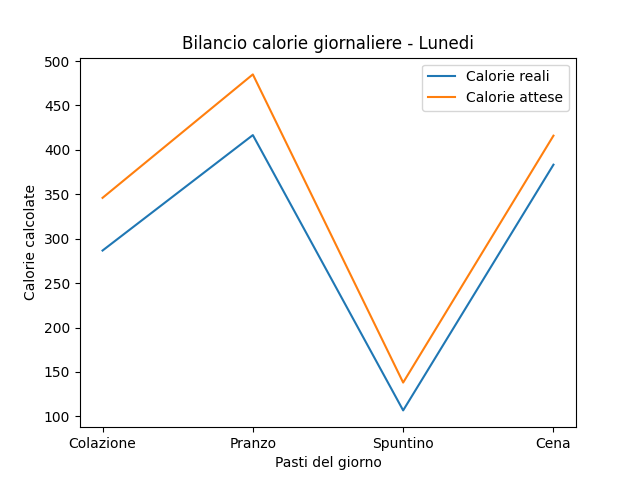 Bilancio calorie giornaliere - Lunedi
Calorie reali
Calorie attese
500
450
400
350
300
250
200
150
100
Calorie calcolate
Colazione
Pranzo
Spuntino
Cena
Pasti del giorno